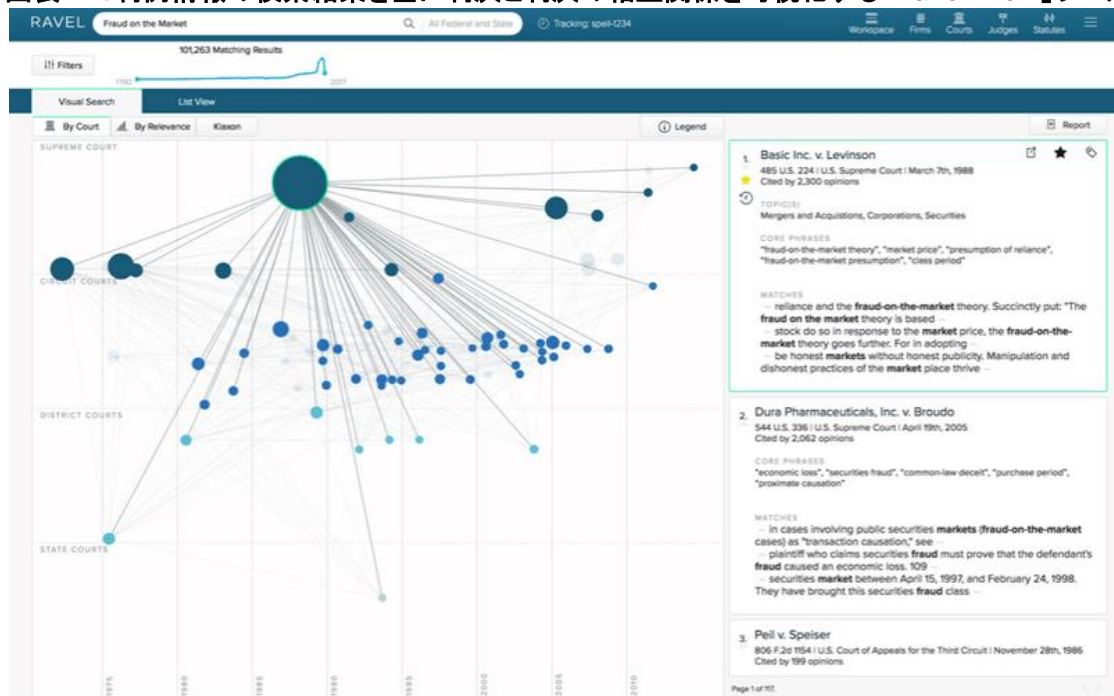 RAVEL
Fraud on the Market
All Federal and State
Tracking: spell-1234
Workspace
Firms
Courts
Judges
Statutes
Filters
101,263 Matching Results
1790
2017
Visual Search
List View
By Court
By Relevance
Klaxon
Legend
Report
SUPREME COURT
CIRCUIT COURTS
DISTRICT COURTS
STATE COURTS
1975
1980
1985
1990
1995
2000
2005
2010
1. Basic Inc. v. Levinson
485 U.S. 224 | U.S. Supreme Court | March 7th, 1988
Cited by 2,300 opinions
TOPIC(S)
Mergers and Acquistions, Corporations, Securities
CORE PHRASES
"fraud-on-the-market theory", "market price", "presumption of reliance",
"fraud-on-the-market presumption", "class period"
MATCHES
— reliance and the fraud-on-the-market theory. Succinctly put: "The
fraud on the market theory is based —
— stock do so in response to the market price, the fraud-on-the-
market theory goes further. For in adopting —
— be honest markets without honest publicity. Manipulation and
dishonest practices of the market place thrive —
2. Dura Pharmaceuticals, Inc. v. Broudo
544 U.S. 336 | U.S. Supreme Court | April 19th, 2005
Cited by 2,062 opinions
CORE PHRASES
"economic loss", "securities fraud", "common-law deceit", "purchase period",
"proximate causation"
MATCHES
— in cases involving public securities markets (fraud-on-the-market
cases) as "transaction causation," see —
— plaintiff who claims securities fraud must prove that the defendant's
fraud caused an economic loss. 109 —
— securities market between April 15, 1997, and February 24, 1998.
They have brought this securities fraud class —
3. Peil v. Speiser
806 F.2d 1154 | U.S. Court of Appeals for the Third Circuit | November 28th, 1986
Cited by 199 opinions
Page 1 of 117.